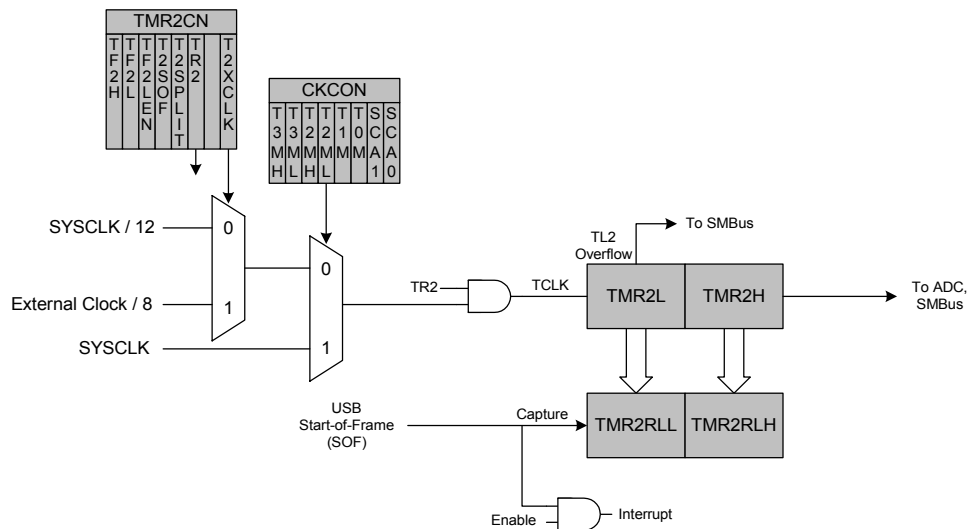 TMR2CN
TF2H
TF2L
TF2LEN
T2SOF
T2SPLIT
TR2
T2XCLK
CKCON
T3MH
T3ML
T2MH
T2ML
T1M
T0M
SCA1
SCA0
SYSCLK / 12
0
External Clock / 8
1
SYSCLK
0
1
TR2
TCLK
TL2
Overflow
To SMBus
TMR2L
TMR2H
To ADC,
SMBus
USB
Start-of-Frame
(SOF)
Capture
TMR2RLL
TMR2RLH
Enable
Interrupt